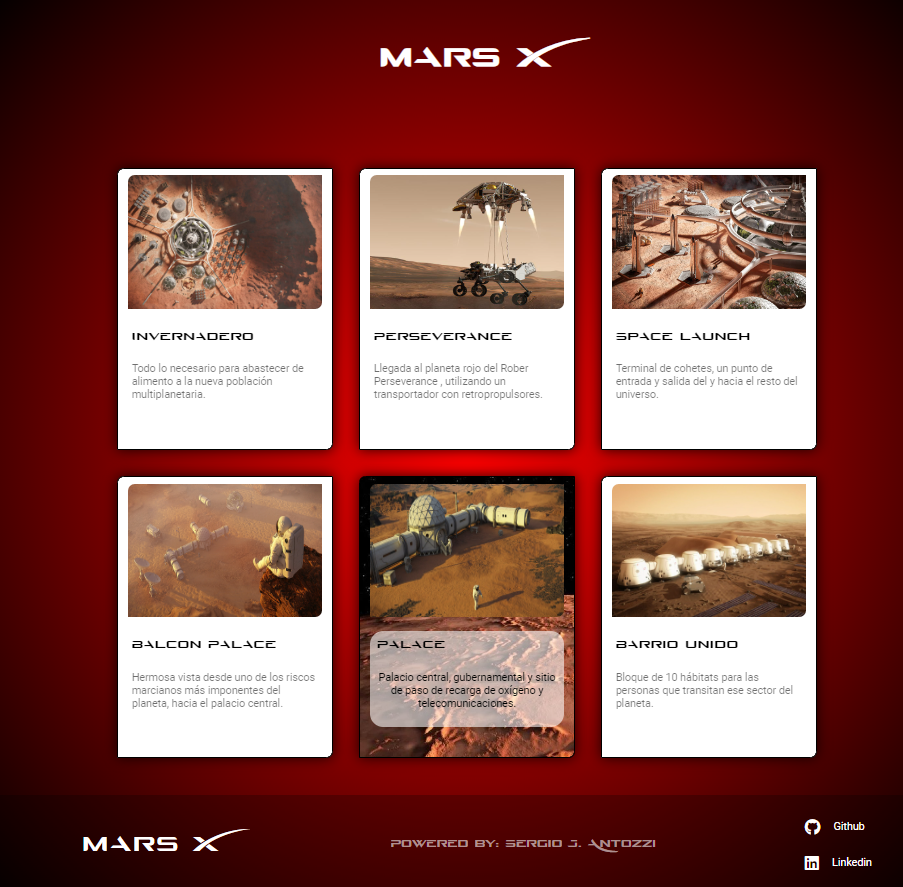 MARS X
INVERNADERO
Todo lo necesario para abastecer de
alimento a la nueva población
multiplanetaria.
PERSEVERANCE
Llegada al planeta rojo del Rober
Perseverance , utilizando un
transportador con retropropulsores.
SPACE LAUNCH
Terminal de cohetes, un punto de
entrada y salida del y hacia el resto del
universo.
BALCON PALACE
Hermosa vista desde uno de los riscos
marcianos más imponentes del
planeta, hacia el palacio central.
PALACE
Palacio central, gubernamental y sitio
de paso de recarga de oxígeno y
telecomunicaciones.
BARRIO UNIDO
Bloque de 10 hábitats para las
personas que transitan ese sector del
planeta.
MARS X
POWERED BY: SERGIO J. ANTOZZI
Github
Linkedin